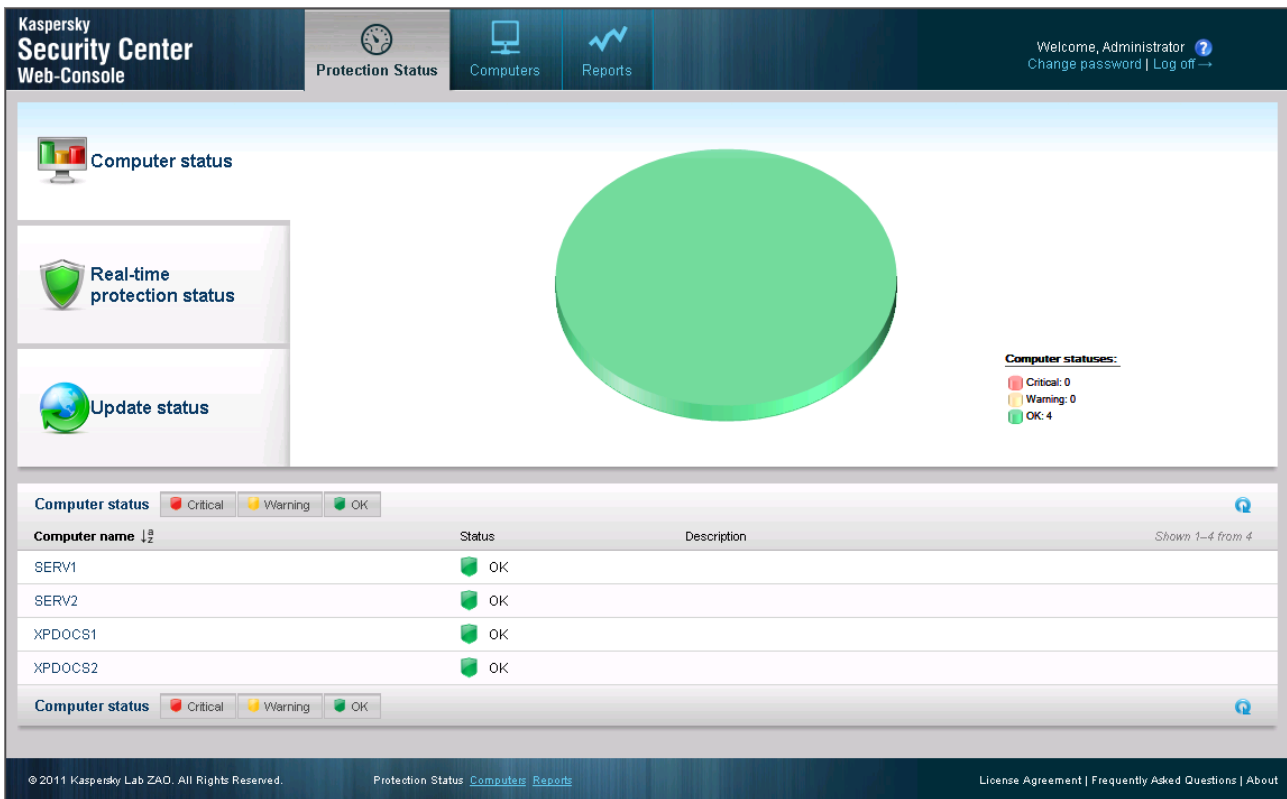 Kaspersky
Security Center
Web-Console
Protection Status
Computers
Reports
Welcome, Administrator ?
Change password | Log off →
Computer status
Real-time
protection status
Update status
Computer statuses:
Critical: 0
Warning: 0
OK: 4
Computer status Critical Warning OK
Computer name ↓a z Status Description Shown 1–4 from 4
SERV1 OK
SERV2 OK
XPDOCS1 OK
XPDOCS2 OK
Computer status Critical Warning OK
© 2011 Kaspersky Lab ZAO. All Rights Reserved. Protection Status Computers Reports License Agreement | Frequently Asked Questions | About